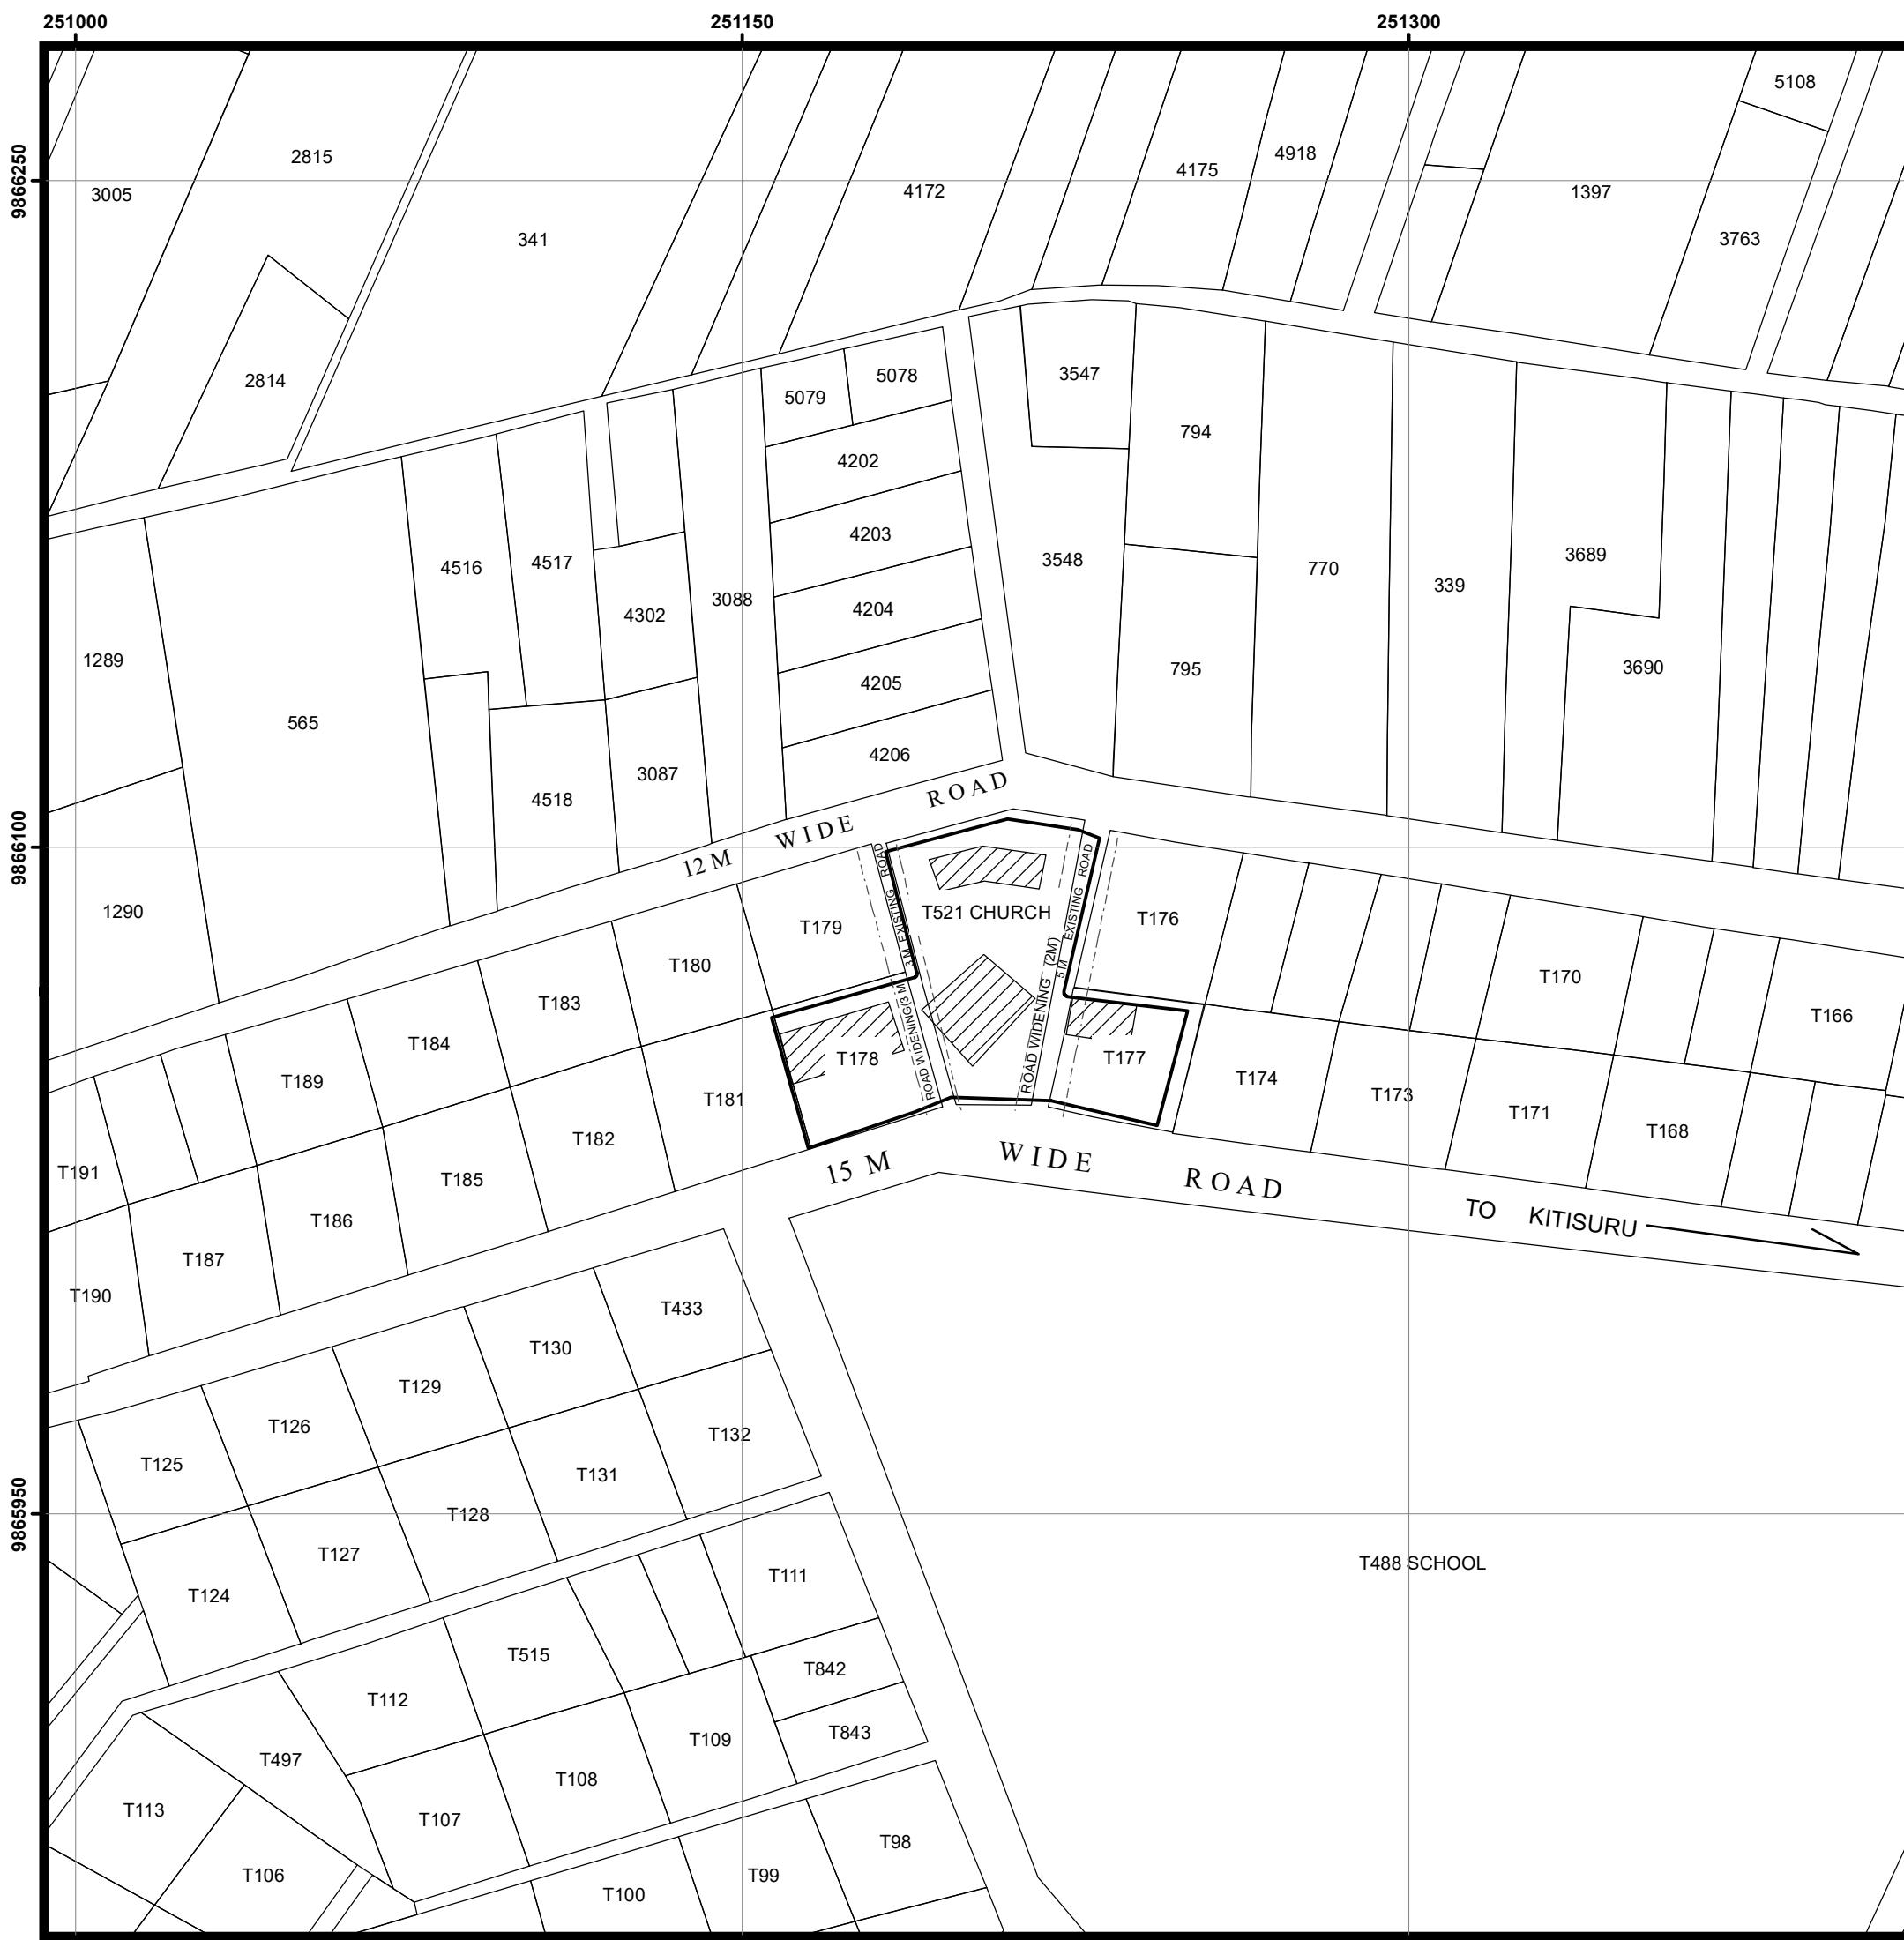 251000 251150 251300
5108
9866250
2815
4918
4175
4172
1397
3005
341
3763
5079 5078
3547
2814
794
4202
4203
4516 4517
3548
770
339
3689
4302
3088
4204
1289
795
3690
4205
565
4206
3087
4518
9866100
12 M WIDE ROAD
1290
T179
T521 CHURCH
T176
3M EXISTING ROAD
5 M EXISTING ROAD
ROAD WIDENING(3 M
ROAD WIDENING (2M)
T180
T183
T170
T166
T184
T178
T177
T189
T181
T174
T173
T171
T168
T182
T191
T185
T186
T187
T190
15 M WIDE ROAD
TO KITISURU
T433
T130
T129
T126
T132
T125
T131
T128
9865950
T127
T124
T111
T488 SCHOOL
T515
T842
T112
T843
T109
T497
T108
T113
T107
T98
T106
T99
T100